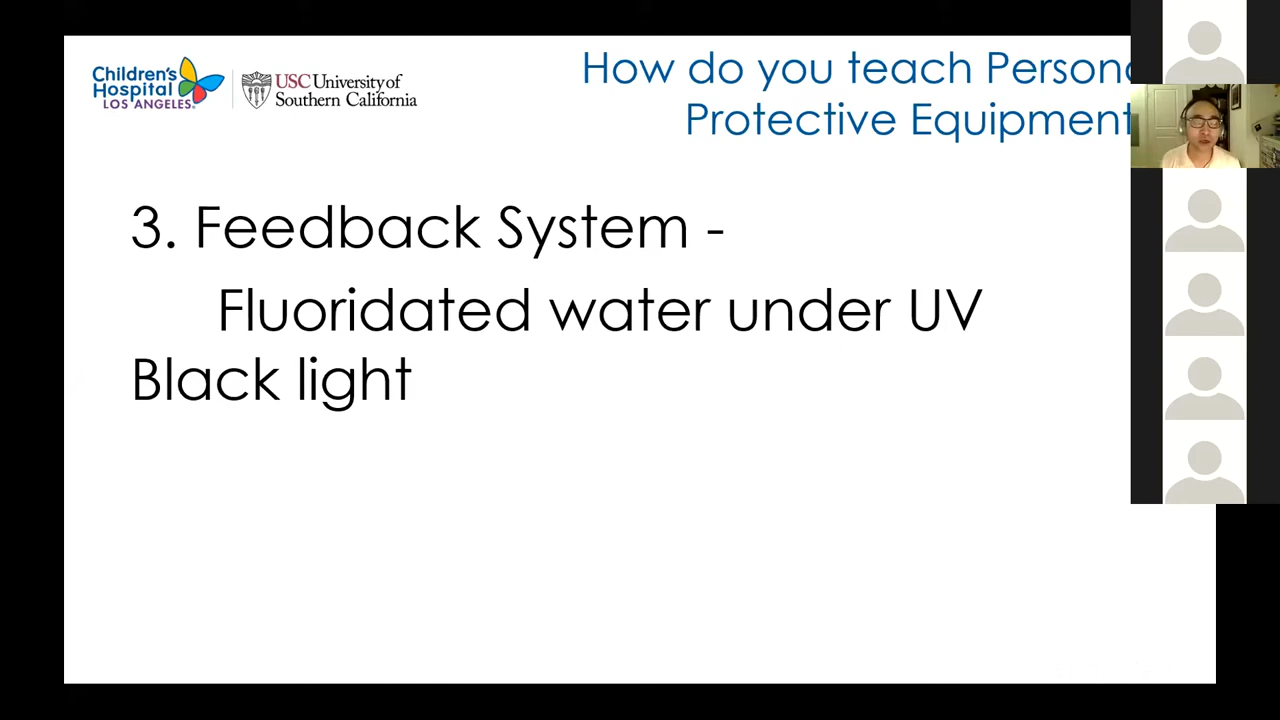 Children's
Hospital
LOS ANGELES
USC University of
Southern California
How do you teach
Protective Equipment
3. Feedback System -
Fluoridated water under UV
Black light